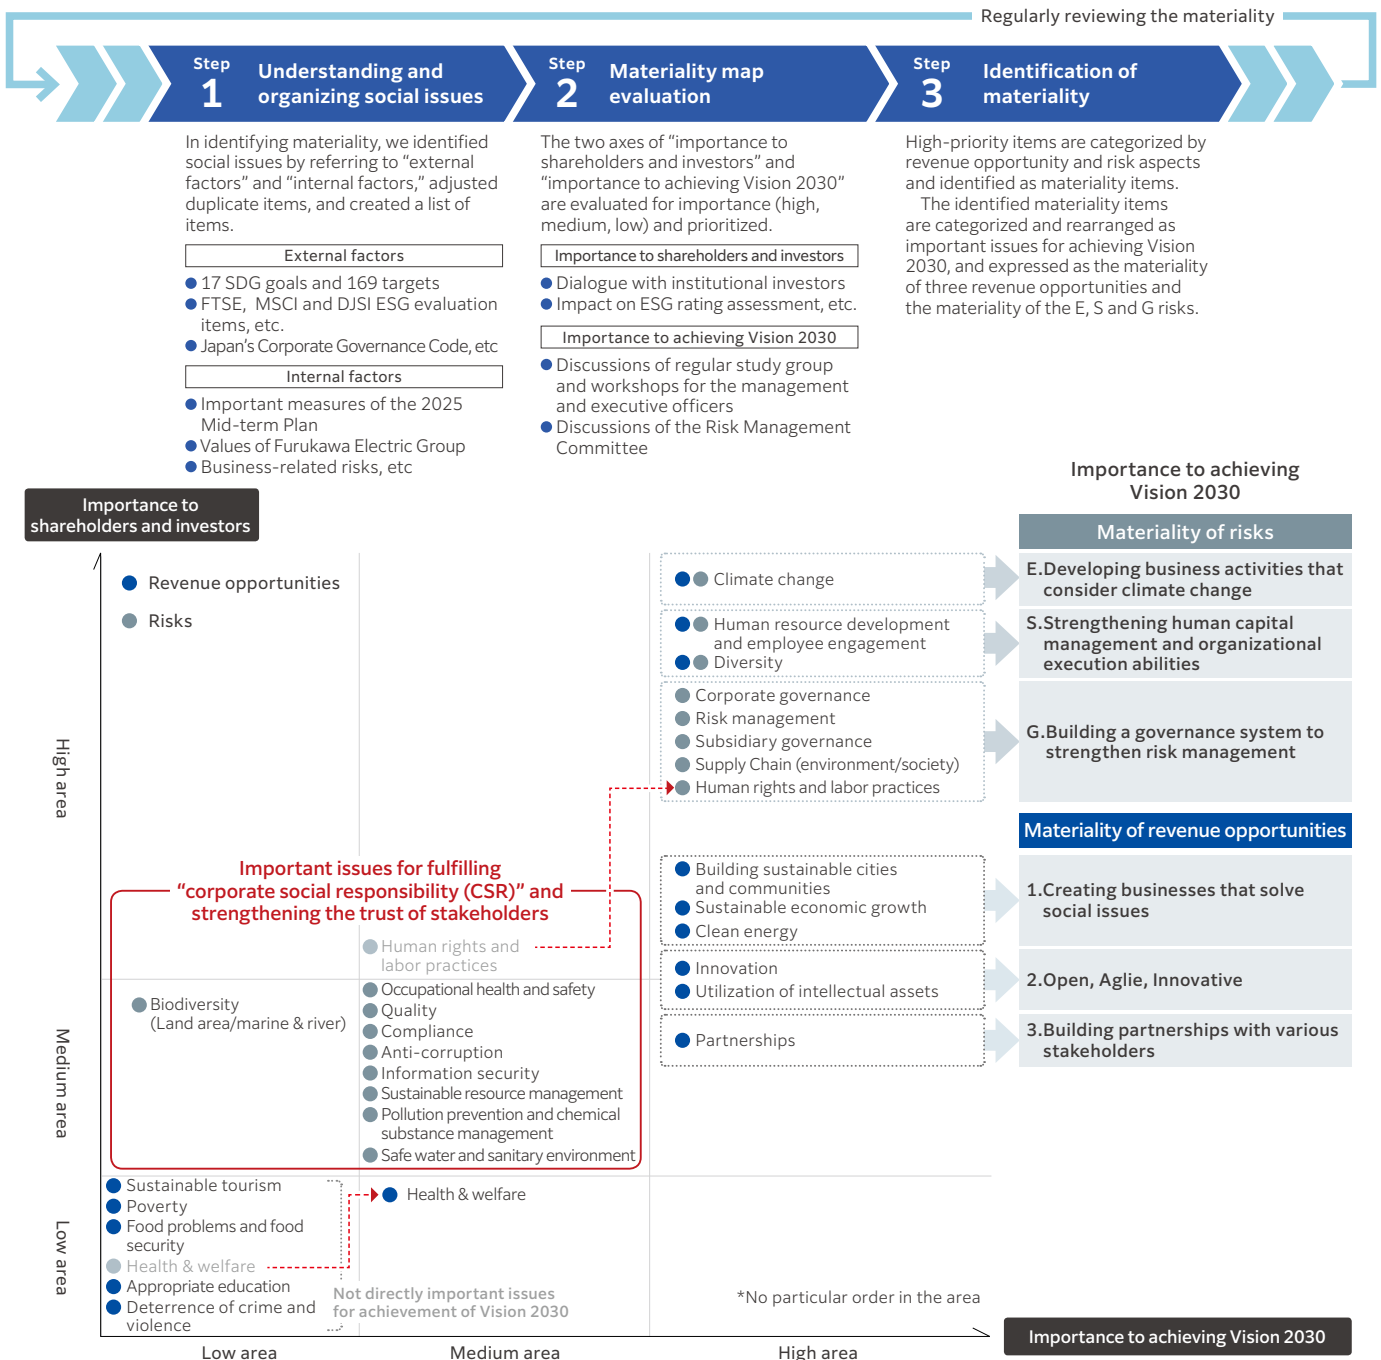 Regularly reviewing the materiality
Step
1
Understanding and
organizing social issues
Step
2
Materiality map
evaluation
Step
3
Identification of
materiality
In identifying materiality, we identified
social issues by referring to “external
factors” and “internal factors,” adjusted
duplicate items, and created a list of
items.
External factors
17 SDG goals and 169 targets
FTSE, MSCI and DJSI ESG evaluation
items, etc.
Japan’s Corporate Governance Code, etc
Internal factors
Important measures of the 2025
Mid-term Plan
Values of Furukawa Electric Group
Business-related risks, etc
The two axes of “importance to
shareholders and investors” and
“importance to achieving Vision 2030”
are evaluated for importance (high,
medium, low) and prioritized.
Importance to shareholders and investors
Dialogue with institutional investors
Impact on ESG rating assessment, etc.
Importance to achieving Vision 2030
Discussions of regular study group
and workshops for the management
and executive officers
Discussions of the Risk Management
Committee
High-priority items are categorized by
revenue opportunity and risk aspects
and identified as materiality items.
The identified materiality items
are categorized and rearranged as
important issues for achieving Vision
2030, and expressed as the materiality
of three revenue opportunities and
the materiality of the E, S and G risks.
Importance to
shareholders and investors
Revenue opportunities
Risks
High area
Medium area
Low area
Important issues for fulfilling
“corporate social responsibility (CSR)” and
strengthening the trust of stakeholders
Human rights and
labor practices
Biodiversity
(Land area/marine & river)
Occupational health and safety
Quality
Compliance
Anti-corruption
Information security
Sustainable resource management
Pollution prevention and chemical
substance management
Safe water and sanitary environment
Sustainable tourism
Poverty
Food problems and food
security
Health & welfare
Appropriate education
Deterrence of crime and
violence
Health & welfare
Not directly important issues
for achievement of Vision 2030
Climate change
Human resource development
and employee engagement
Diversity
Corporate governance
Risk management
Subsidiary governance
Supply Chain (environment/society)
Human rights and labor practices
Building sustainable cities
and communities
Sustainable economic growth
Clean energy
Innovation
Utilization of intellectual assets
Partnerships
*No particular order in the area
Importance to achieving
Vision 2030
Materiality of risks
E.Developing business activities that
consider climate change
S.Strengthening human capital
management and organizational
execution abilities
G.Building a governance system to
strengthen risk management
Materiality of revenue opportunities
1.Creating businesses that solve
social issues
2.Open, Aglie, Innovative
3.Building partnerships with various
stakeholders
Importance to achieving Vision 2030
Low area
Medium area
High area